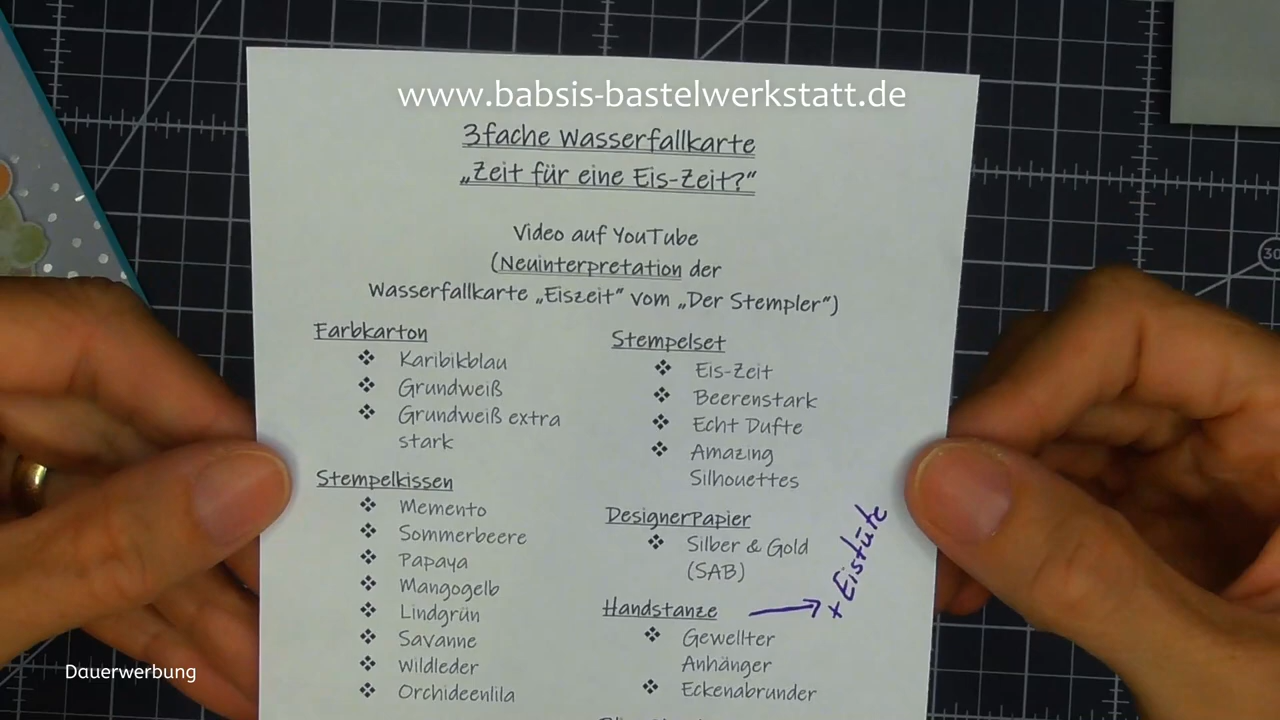 www.babsis-bastelwerkstatt.de
3fache Wasserfallkarte
„Zeit für eine Eis-Zeit?“
Video auf YouTube
(Neuinterpretation der
Wasserfallkarte „Eiszeit“ vom „Der Stempler“)
Farbkarton
❖ Karibikblau
❖ Grundweiß
❖ Grundweiß extra
stark
Stempelkissen
❖ Memento
❖ Sommerbeere
❖ Papaya
❖ Mangogelb
❖ Lindgrün
❖ Savanne
❖ Wildleder
❖ Orchideenlila
Stempelset
❖ Eis-Zeit
❖ Beerenstark
❖ Echt Dufte
❖ Amazing
Silhouettes
DesignerPapier
❖ Silber & Gold
(SAB)
Handstanze → + Eistüte
❖ Gewellter
Anhänger
❖ Eckenabrunder
30
Dauerwerbung